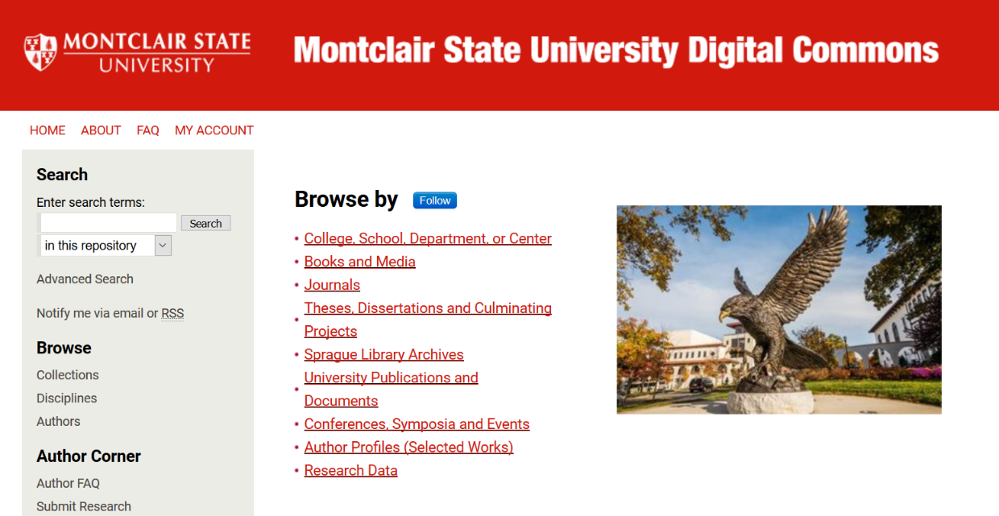 MONTCLAIR STATE
UNIVERSITY
Montclair State University Digital Commons
HOME ABOUT FAQ MY ACCOUNT
Search
Enter search terms:
Search
in this repository
Advanced Search
Notify me via email or RSS
Browse
Collections
Disciplines
Authors
Author Corner
Author FAQ
Submit Research
Browse by Follow
College, School, Department, or Center
Books and Media
Journals
Theses, Dissertations and Culminating
Projects
Sprague Library Archives
University Publications and
Documents
Conferences, Symposia and Events
Author Profiles (Selected Works)
Research Data